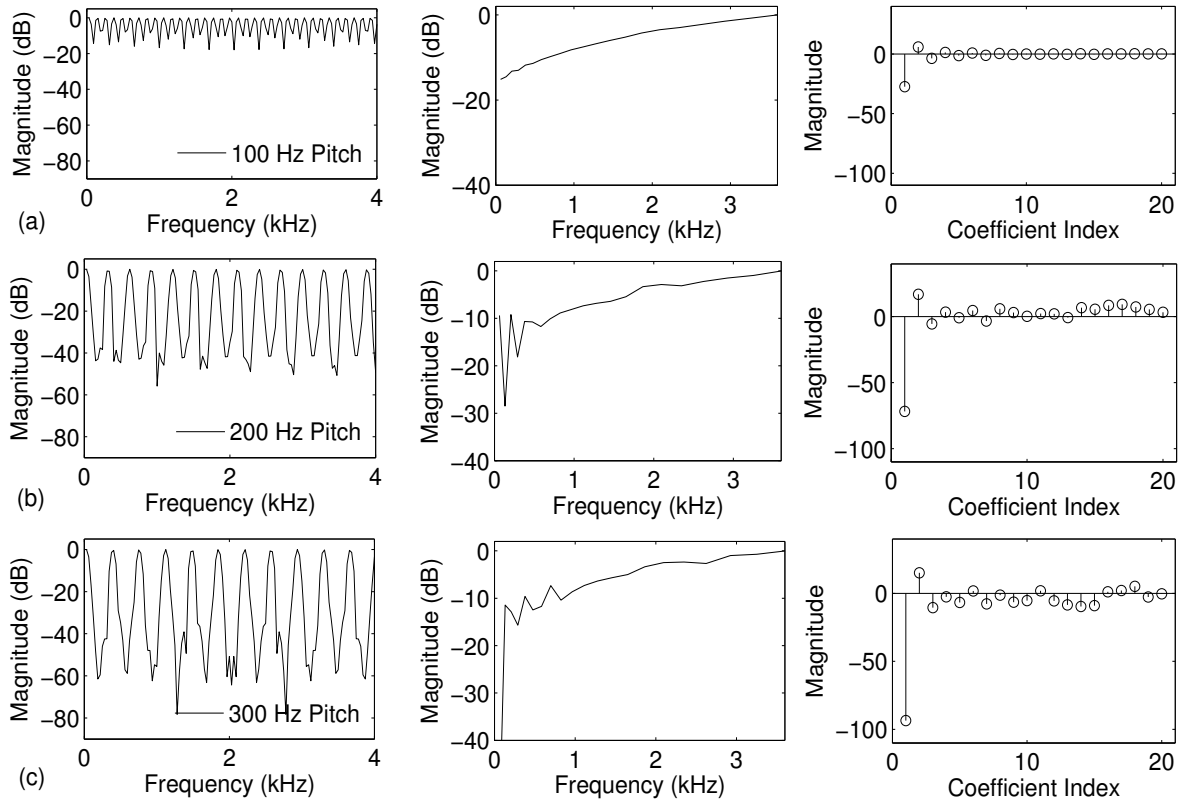 0
−20
−40
−60
−80
Magnitude (dB)
100 Hz Pitch
0 2 4
Frequency (kHz)
(a)
0
−20
−40
Magnitude (dB)
0 1 2 3
Frequency (kHz)
0
−50
−100
Magnitude
0 10 20
Coefficient Index
0
−20
−40
−60
−80
Magnitude (dB)
200 Hz Pitch
0 2 4
Frequency (kHz)
(b)
0
−10
−20
−30
−40
Magnitude (dB)
0 1 2 3
Frequency (kHz)
0
−50
−100
Magnitude
0 10 20
Coefficient Index
0
−20
−40
−60
−80
Magnitude (dB)
300 Hz Pitch
0 2 4
Frequency (kHz)
(c)
0
−10
−20
−30
−40
Magnitude (dB)
0 1 2 3
Frequency (kHz)
0
−50
−100
Magnitude
0 10 20
Coefficient Index